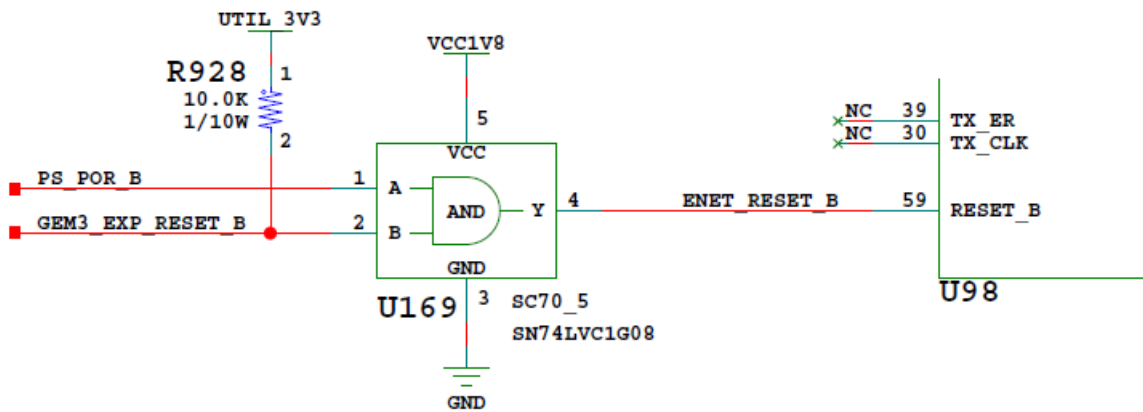 UTIL_3V3
VCC1V8
R928
1
10.0K
1/10W
2
5
VCC
NC
39
TX_ER
NC
30
TX_CLK
PS_POR_B
1
A
AND
Y
4
ENET_RESET_B
59
RESET_B
GEM3_EXP_RESET_B
2
B
GND
U169
3
SC70_5
SN74LVC1G08
U98
GND